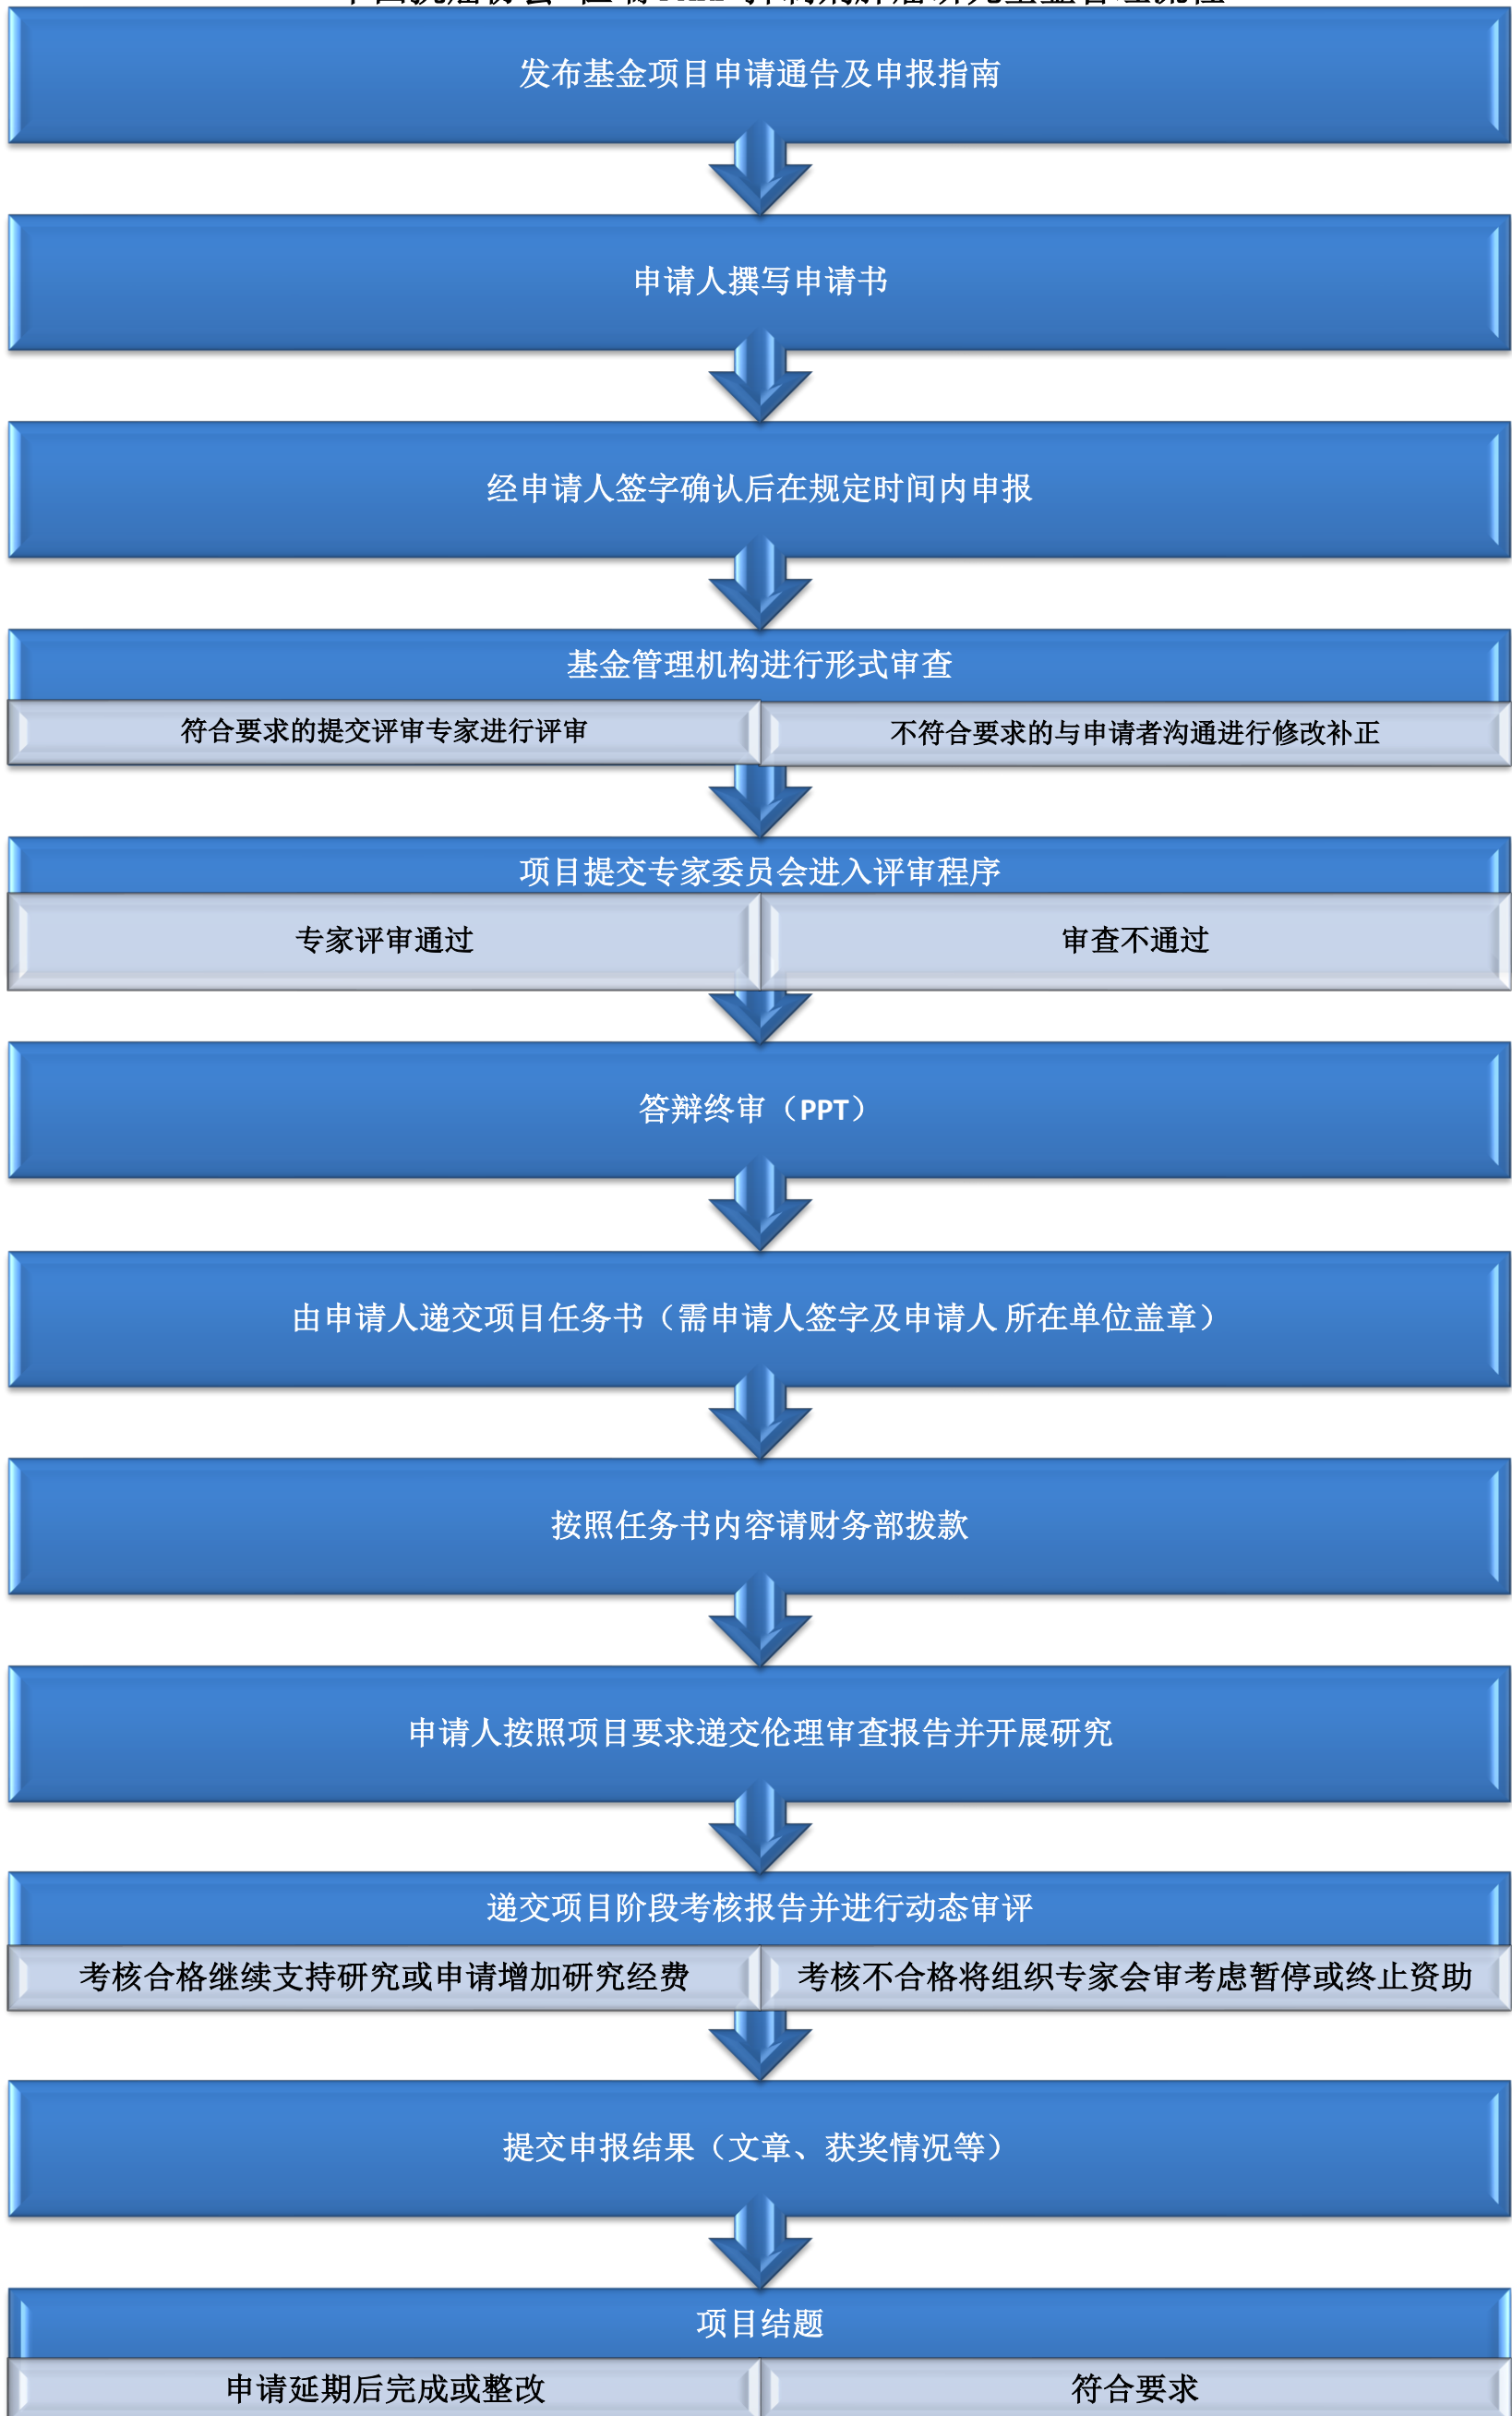 发布基金项目申请通告及申报指南
申请人撰写申请书
经申请人签字确认后在规定时间内申报
基金管理机构进行形式审查
符合要求的提交评审专家进行评审
不符合要求的与申请者沟通进行修改补正
项目提交专家委员会进入评审程序
专家评审通过
审查不通过
答辩终审（PPT）
由申请人递交项目任务书（需申请人签字及申请人 所在单位盖章）
按照任务书内容请财务部拨款
申请人按照项目要求递交伦理审查报告并开展研究
递交项目阶段考核报告并进行动态审评
考核合格继续支持研究或申请增加研究经费
考核不合格将组织专家会审考虑暂停或终止资助
提交申报结果（文章、获奖情况等）
项目结题
申请延期后完成或整改
符合要求